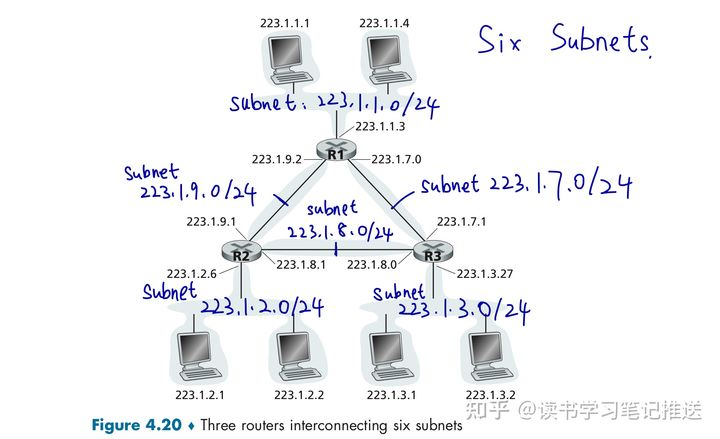 223.1.1.1
223.1.1.4
Six Subnets.
Subnet: 223.1.1.0/24
223.1.1.3
R1
223.1.9.2
223.1.7.0
subnet
223.1.9.0/24
subnet 223.1.7.0/24
subnet
223.1.8.0/24
223.1.9.1
223.1.7.1
R2
R3
223.1.8.1
223.1.8.0
223.1.2.6
223.1.3.27
Subnet
223.1.2.0/24
Subnet
223.1.3.0/24
223.1.2.1
223.1.2.2
223.1.3.1
223.1.3.2
知乎 @读书学习笔记推送
Figure 4.20 ♦ Three routers interconnecting six subnets